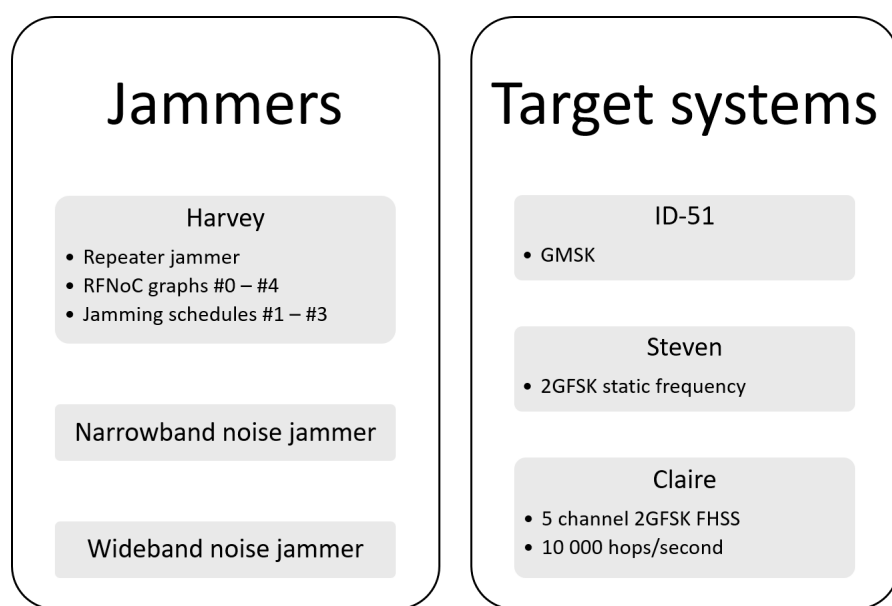 Jammers
Harvey
• Repeater jammer
• RFNoC graphs #0 – #4
• Jamming schedules #1 – #3
Narrowband noise jammer
Wideband noise jammer
Target systems
ID-51
• GMSK
Steven
• 2GFSK static frequency
Claire
• 5 channel 2GFSK FHSS
• 10 000 hops/second